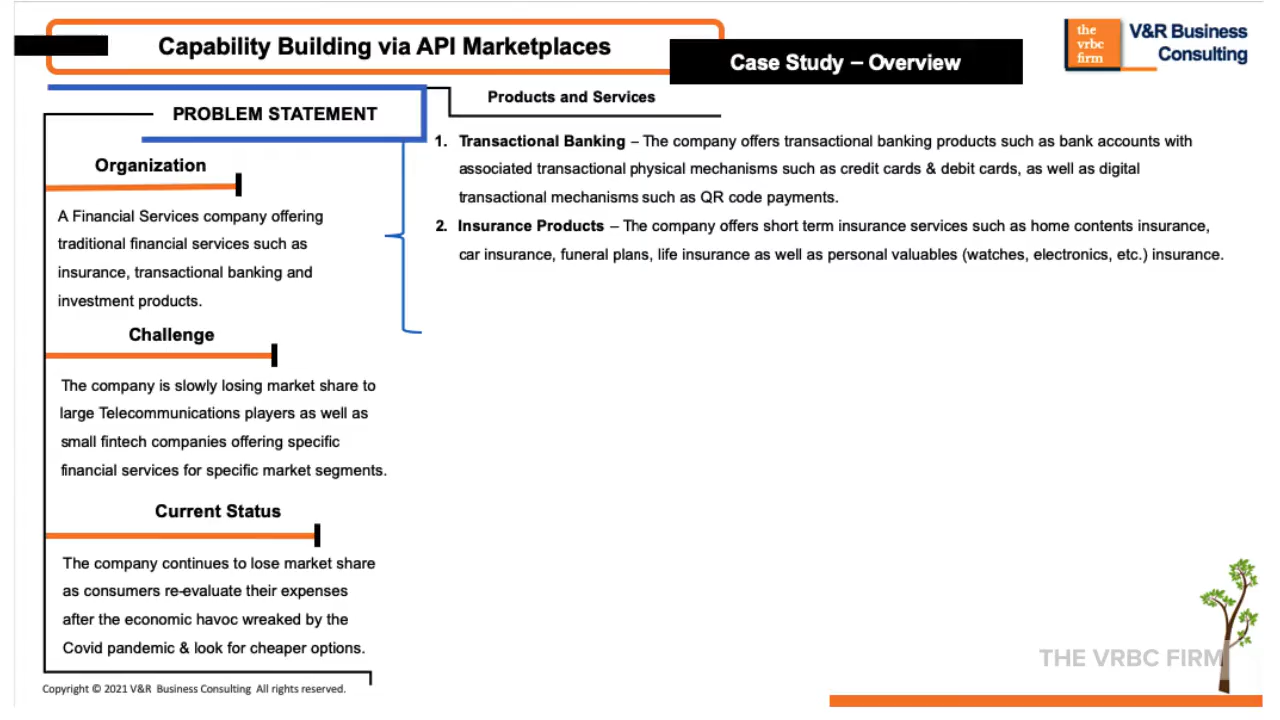 Capability Building via API Marketplaces
Case Study – Overview
the
vrbc
firm
V&R Business
Consulting
PROBLEM STATEMENT
Organization
A Financial Services company offering
traditional financial services such as
insurance, transactional banking and
investment products.
Challenge
The company is slowly losing market share to
large Telecommunications players as well as
small fintech companies offering specific
financial services for specific market segments.
Current Status
The company continues to lose market share
as consumers re-evaluate their expenses
after the economic havoc wreaked by the
Covid pandemic & look for cheaper options.
Products and Services
1. Transactional Banking – The company offers transactional banking products such as bank accounts with
associated transactional physical mechanisms such as credit cards & debit cards, as well as digital
transactional mechanisms such as QR code payments.
2. Insurance Products – The company offers short term insurance services such as home contents insurance,
car insurance, funeral plans, life insurance as well as personal valuables (watches, electronics, etc.) insurance.
THE VRBC FIRM
Copyright © 2021 V&R Business Consulting All rights reserved.